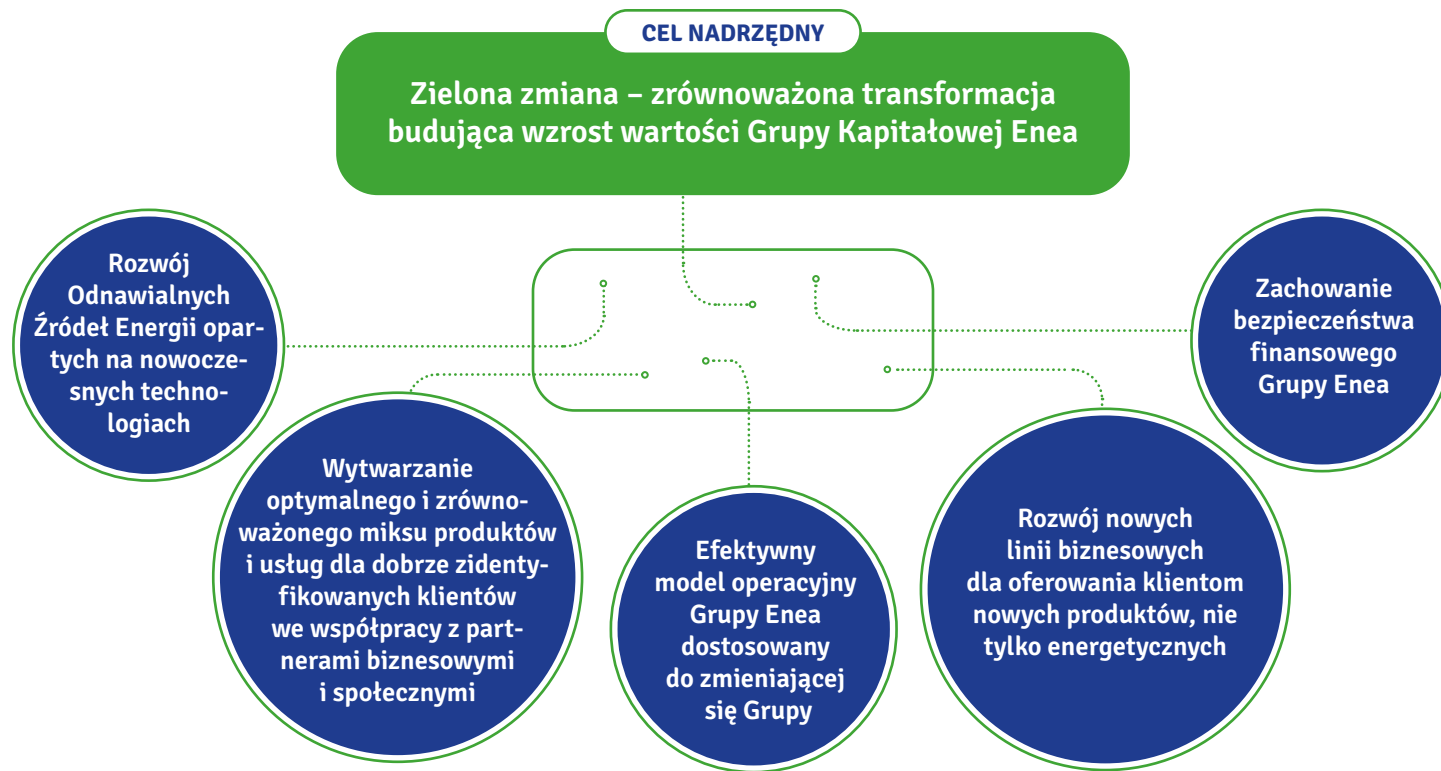 CEL NADRZĘDNY
Zielona zmiana – zrównoważona transformacja
budująca wzrost wartości Grupy Kapitałowej Enea
Rozwój
Odnawialnych
Źródeł Energii opar-
tych na nowocze-
snych techno-
logiach
Wytwarzanie
optymalnego i zrówno-
ważonego miksu produktów
i usług dla dobrze zidenty-
fikowanych klientów
we współpracy z part-
nerami biznesowymi
i społecznymi
Efektywny
model operacyjny
Grupy Enea
dostosowany
do zmieniającej
się Grupy
Rozwój nowych
linii biznesowych
dla oferowania klientom
nowych produktów, nie
tylko energetycznych
Zachowanie
bezpieczeństwa
finansowego
Grupy Enea